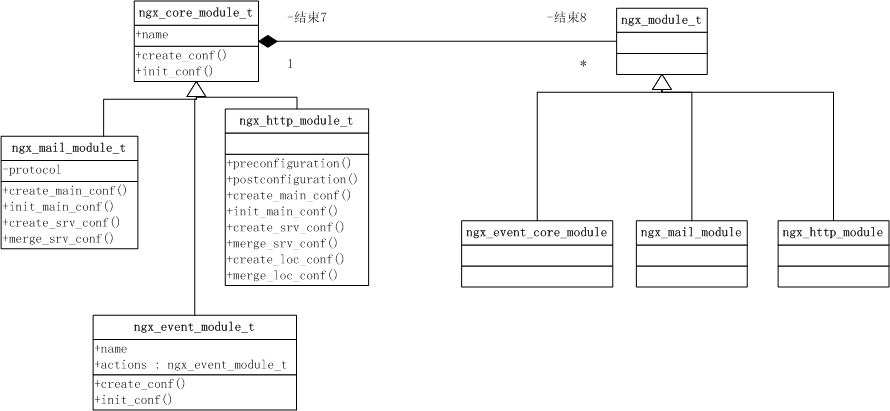 ngx_core_module_t
+name
+create_conf()
+init_conf()
-结束7
-结束8
1
*
ngx_module_t
ngx_mail_module_t
-protocol
+create_main_conf()
+init_main_conf()
+create_srv_conf()
+merge_srv_conf()
ngx_http_module_t
+preconfiguration()
+postconfiguration()
+create_main_conf()
+init_main_conf()
+create_srv_conf()
+merge_srv_conf()
+create_loc_conf()
+merge_loc_conf()
ngx_event_core_module
ngx_mail_module
ngx_http_module
ngx_event_module_t
+name
+actions : ngx_event_module_t
+create_conf()
+init_conf()